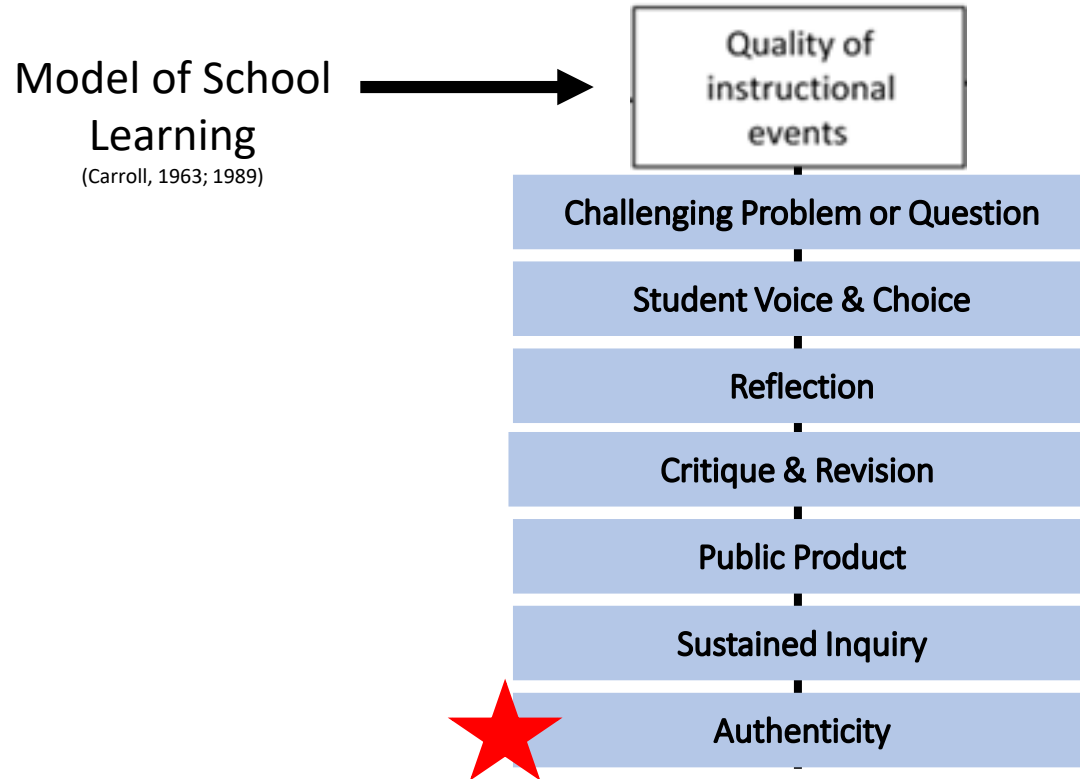 Model of School
Learning
(Carroll, 1963; 1989)
Quality of
instructional
events
Challenging Problem or Question
Student Voice & Choice
Reflection
Critique & Revision
Public Product
Sustained Inquiry
Authenticity